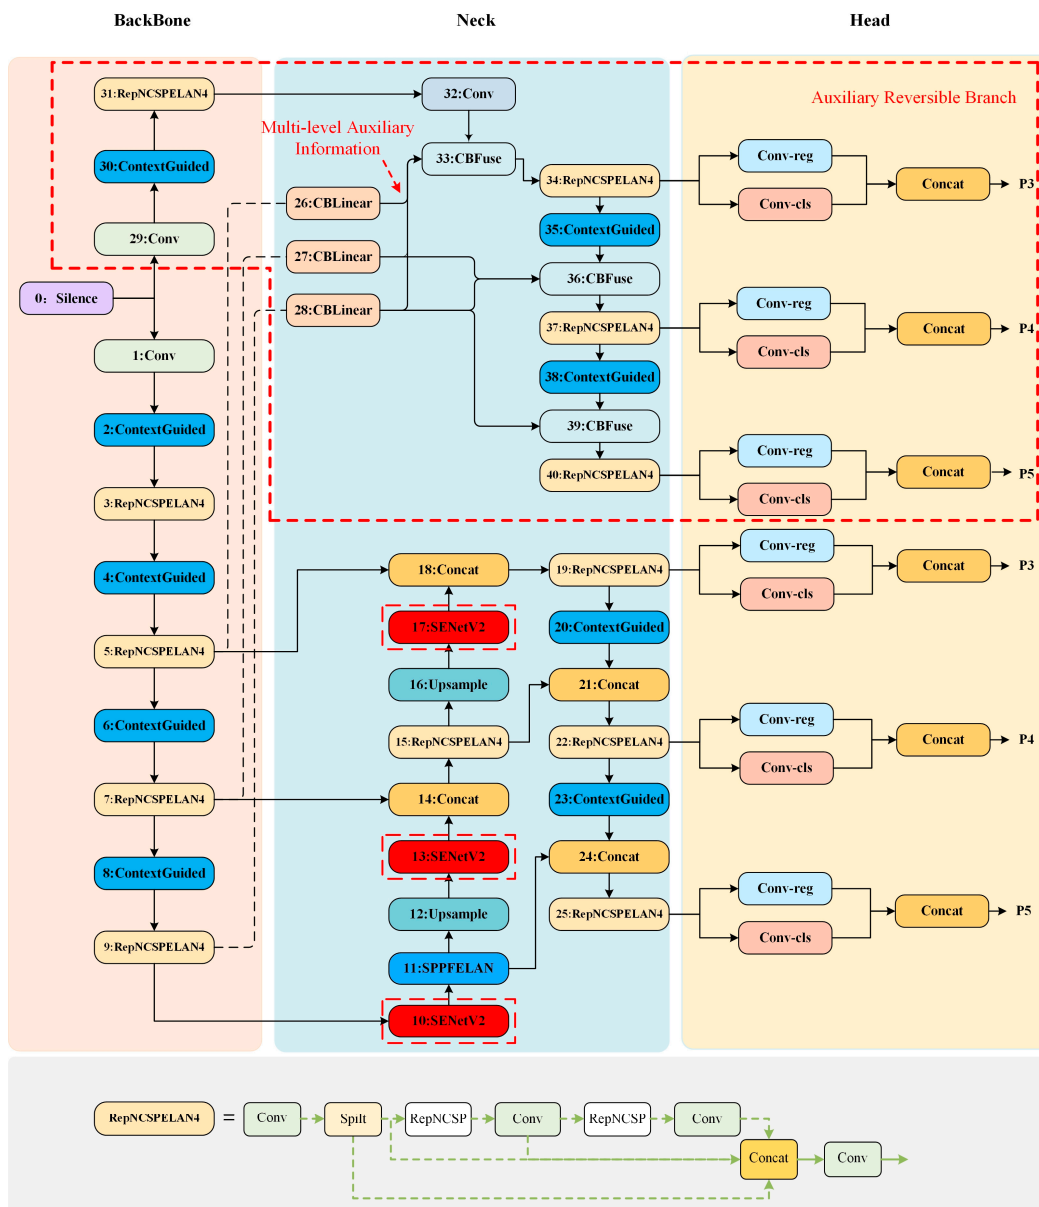 BackBone
Neck
Head
31:RepNCSPELAN4
32:Conv
Auxiliary Reversible Branch
Multi-level Auxiliary
Information
30:ContextGuided
33:CBFuse
34:RepNCSPELAN4
Conv-reg
Conv-cls
Concat
P3
26:CBLinear
29:Conv
35:ContextGuided
27:CBLinear
36:CBFuse
0: Silence
28:CBLinear
37:RepNCSPELAN4
Conv-reg
Conv-cls
Concat
P4
1:Conv
38:ContextGuided
2:ContextGuided
39:CBFuse
40:RepNCSPELAN4
Conv-reg
Conv-cls
Concat
P5
3:RepNCSPELAN4
4:ContextGuided
18:Concat
19:RepNCSPELAN4
Conv-reg
Conv-cls
Concat
P3
17:SENetV2
20:ContextGuided
5:RepNCSPELAN4
16:Upsample
21:Concat
6:ContextGuided
15:RepNCSPELAN4
22:RepNCSPELAN4
Conv-reg
Conv-cls
Concat
P4
7:RepNCSPELAN4
14:Concat
23:ContextGuided
13:SENetV2
24:Concat
8:ContextGuided
12:Upsample
25:RepNCSPELAN4
Conv-reg
Conv-cls
Concat
P5
9:RepNCSPELAN4
11:SPPFELAN
10:SENetV2
RepNCSPELAN4
=
Conv
Spilt
RepNCSP
Conv
RepNCSP
Conv
Concat
Conv